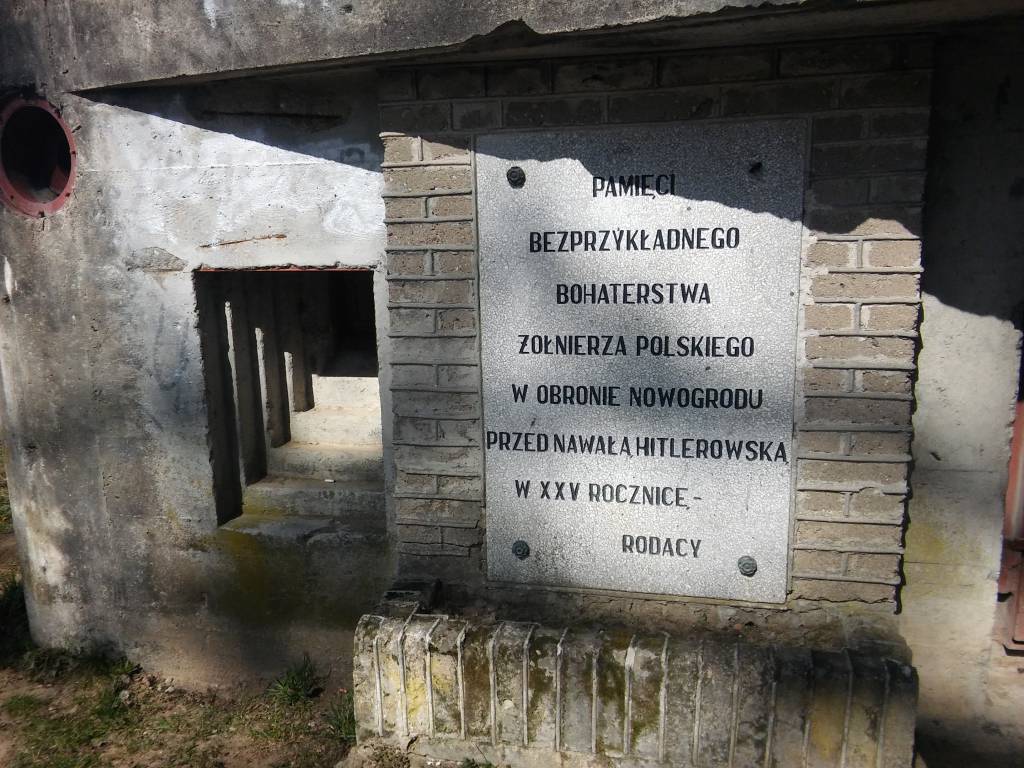 PAMIĘCI
BEZPRZYKŁADNEGO
BOHATERSTWA
ŻOŁNIERZA POLSKIEGO
W OBRONIE NOWOGRODU
PRZED NAWAŁĄ HITLEROWSKĄ
W XXV ROCZNICĘ -
RODACY